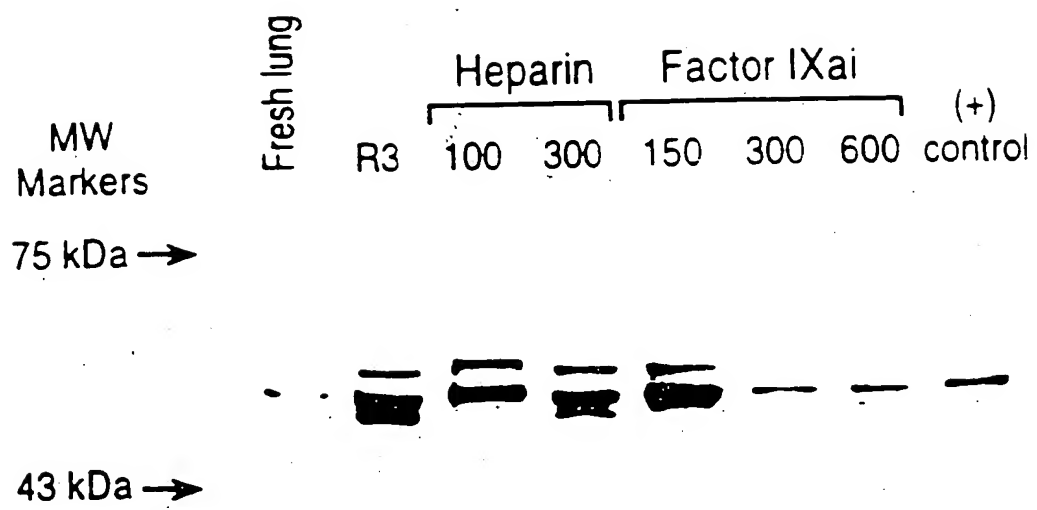 Fresh lung
Heparin
Factor IXai
MW
Markers
R3
100
300
150
300
600
(+)
control
75 kDa
43 kDa